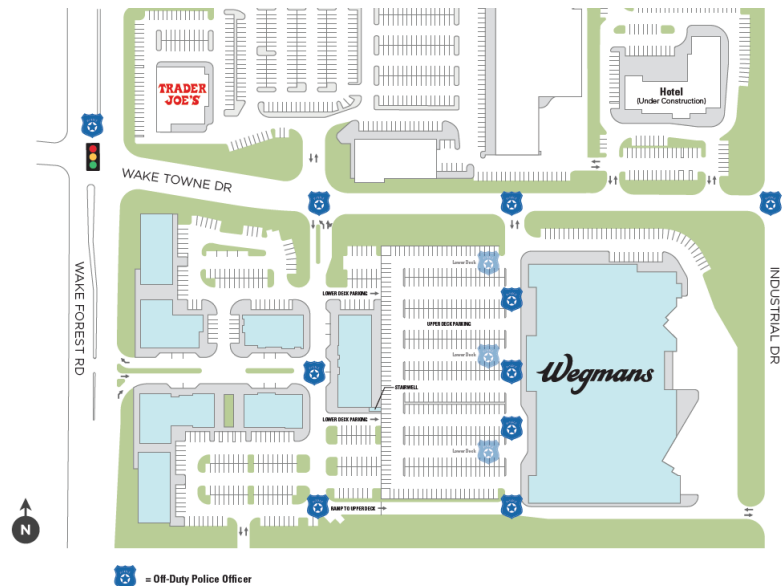 TRADER
JOE'S
Hotel
(Under Construction)
WAKE TOWNE DR
WAKE FOREST RD
INDUSTRIAL DR
Lower Deck
LOWER DECK PARKING
UPPER DECK PARKING
Lower Deck
Wegmans
STAIRWELL
LOWER DECK PARKING
Lower Deck
RAMP TO UPPER DECK
N
= Off-Duty Police Officer